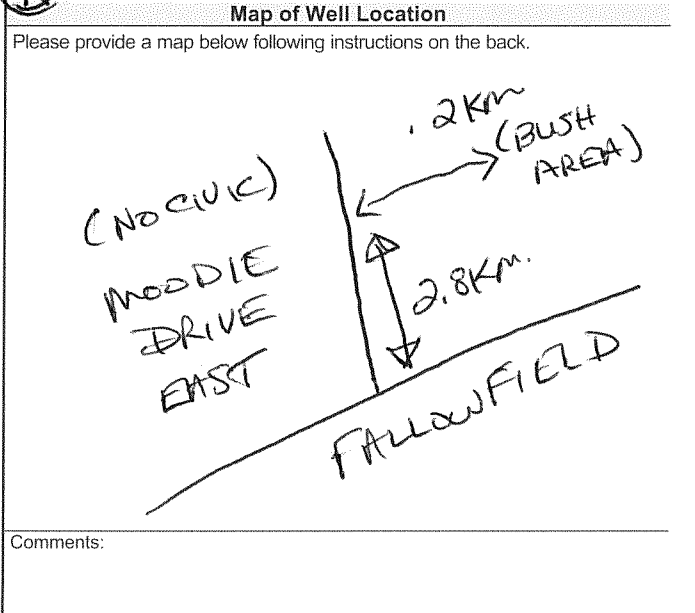 Map of Well Location
Please provide a map below following instructions on the back.
.2KM
(BUSH
AREA)
(NO CIVIC)
MOODIE
DRIVE
EAST
2.8KM.
FALLOWFIELD
Comments: